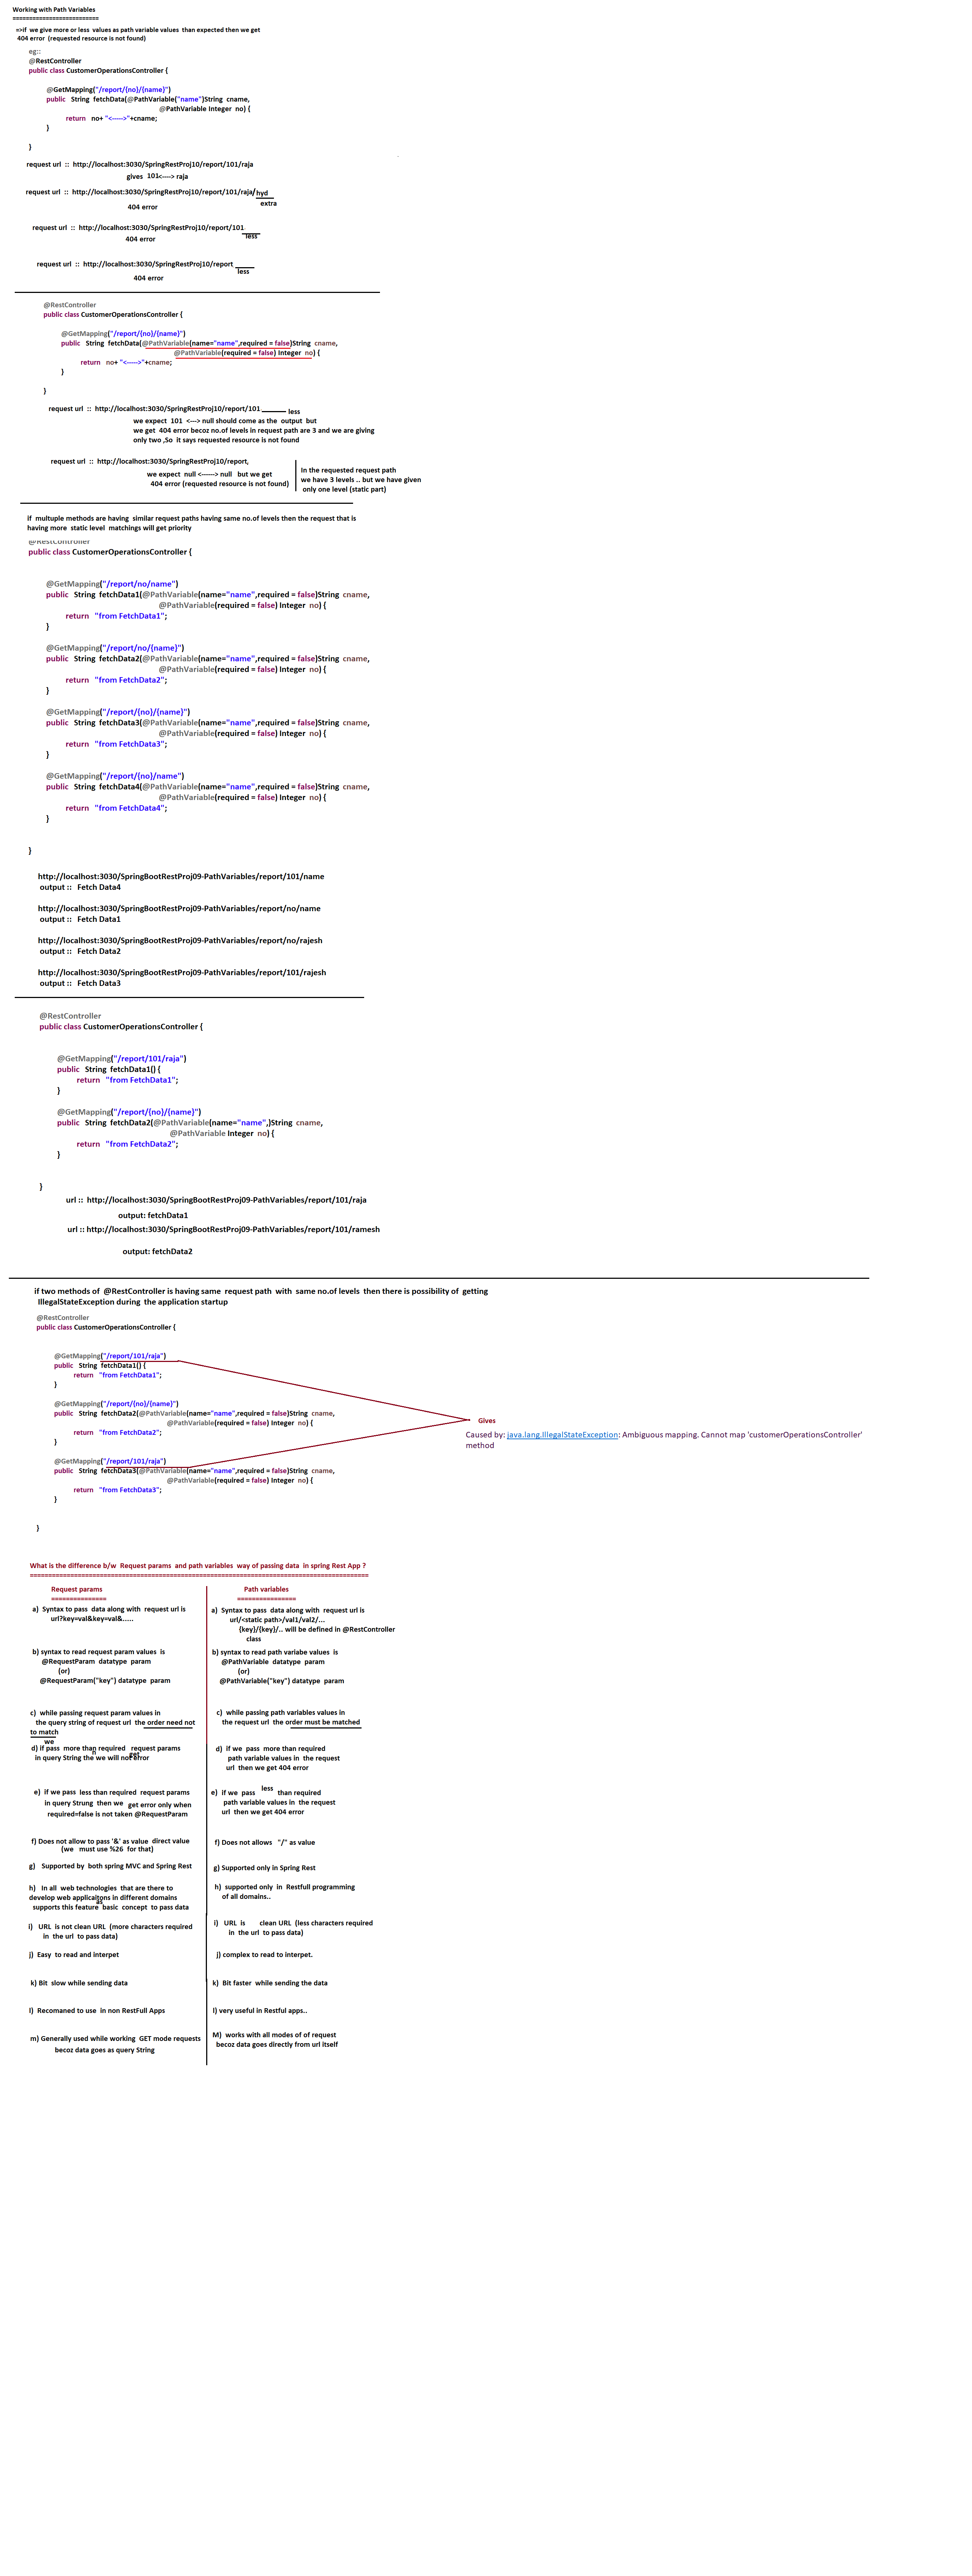 Working with Path Variables
==========================
=>if we give more or less values as path variable values than expected then we get
404 error (requested resource is not found)
eg::
@RestController
public class CustomerOperationsController {
@GetMapping("/report/{no}/{name}")
public String fetchData(@PathVariable("name")String cname,
@PathVariable Integer no) {
return no+ "<----->"+cname;
}
}
request url :: http://localhost:3030/SpringRestProj10/report/101/raja
gives 101<----> raja
request url :: http://localhost:3030/SpringRestProj10/report/101/raja/hyd
extra
404 error
request url :: http://localhost:3030/SpringRestProj10/report/101
less
404 error
request url :: http://localhost:3030/SpringRestProj10/report
less
404 error
@RestController
public class CustomerOperationsController {
@GetMapping("/report/{no}/{name}")
public String fetchData(@PathVariable(name="name",required = false)String cname,
@PathVariable(required = false) Integer no) {
return no+ "<----->"+cname;
}
}
request url :: http://localhost:3030/SpringRestProj10/report/101 less
we expect 101 <---> null should come as the output but
we get 404 error becoz no.of levels in request path are 3 and we are giving
only two ,So it says requested resource is not found
request url :: http://localhost:3030/SpringRestProj10/report,
we expect null <------> null but we get
404 error (requested resource is not found)
In the requested request path
we have 3 levels .. but we have given
only one level (static part)
if multuple methods are having similar request paths having same no.of levels then the request that is
having more static level matchings will get priority
@RestController
public class CustomerOperationsController {
@GetMapping("/report/no/name")
public String fetchData1(@PathVariable(name="name",required = false)String cname,
@PathVariable(required = false) Integer no) {
return "from FetchData1";
}
@GetMapping("/report/no/{name}")
public String fetchData2(@PathVariable(name="name",required = false)String cname,
@PathVariable(required = false) Integer no) {
return "from FetchData2";
}
@GetMapping("/report/{no}/{name}")
public String fetchData3(@PathVariable(name="name",required = false)String cname,
@PathVariable(required = false) Integer no) {
return "from FetchData3";
}
@GetMapping("/report/{no}/name")
public String fetchData4(@PathVariable(name="name",required = false)String cname,
@PathVariable(required = false) Integer no) {
return "from FetchData4";
}
}
http://localhost:3030/SpringBootRestProj09-PathVariables/report/101/name
output :: Fetch Data4
http://localhost:3030/SpringBootRestProj09-PathVariables/report/no/name
output :: Fetch Data1
http://localhost:3030/SpringBootRestProj09-PathVariables/report/no/rajesh
output :: Fetch Data2
http://localhost:3030/SpringBootRestProj09-PathVariables/report/101/rajesh
output :: Fetch Data3
@RestController
public class CustomerOperationsController {
@GetMapping("/report/101/raja")
public String fetchData1() {
return "from FetchData1";
}
@GetMapping("/report/{no}/{name}")
public String fetchData2(@PathVariable(name="name",)String cname,
@PathVariable Integer no) {
return "from FetchData2";
}
}
url :: http://localhost:3030/SpringBootRestProj09-PathVariables/report/101/raja
output: fetchData1
url :: http://localhost:3030/SpringBootRestProj09-PathVariables/report/101/ramesh
output: fetchData2
if two methods of @RestController is having same request path with same no.of levels then there is possibility of getting
IllegalStateException during the application startup
@RestController
public class CustomerOperationsController {
@GetMapping("/report/101/raja")
public String fetchData1() {
return "from FetchData1";
}
@GetMapping("/report/{no}/{name}")
public String fetchData2(@PathVariable(name="name",required = false)String cname,
@PathVariable(required = false) Integer no) {
return "from FetchData2";
}
@GetMapping("/report/101/raja")
public String fetchData3(@PathVariable(name="name",required = false)String cname,
@PathVariable(required = false) Integer no) {
return "from FetchData3";
}
}
Gives
Caused by: java.lang.IllegalStateException: Ambiguous mapping. Cannot map 'customerOperationsController'
method
What is the difference b/w Request params and path variables way of passing data in spring Rest App ?
============================================================================================
Request params
===============
a) Syntax to pass data along with request url is
url?key=val&key=val&.....
b) syntax to read request param values is
@RequestParam datatype param
(or)
@RequestParam("key") datatype param
c) while passing request param values in
the query string of request url the order need not
to match
d) if we pass more than required request params
in query String then we will not get error
e) if we pass less than required request params
in query Strung then we get error only when
required=false is not taken @RequestParam
f) Does not allow to pass '&' as value direct value
(we must use %26 for that)
g) Supported by both spring MVC and Spring Rest
h) In all web technologies that are there to
develop web applicaltons in different domains
supports this feature as basic concept to pass data
i) URL is not clean URL (more characters required
in the url to pass data)
j) Easy to read and interpet
k) Bit slow while sending data
l) Recomaned to use in non RestFull Apps
m) Generally used while working GET mode requests
becoz data goes as query String
Path variables
================
a) Syntax to pass data along with request url is
url/<static path>/val1/val2/...
{key}/{key}/.. will be defined in @RestController
class
b) syntax to read path variabe values is
@PathVariable datatype param
(or)
@PathVariable("key") datatype param
c) while passing path variables values in
the request url the order must be matched
d) if we pass more than required
path variable values in the request
url then we get 404 error
e) if we pass less than required
path variable values in the request
url then we get 404 error
f) Does not allows "/" as value
g) Supported only in Spring Rest
h) supported only in Restfull programming
of all domains..
i) URL is clean URL (less characters required
in the url to pass data)
j) complex to read to interpet.
k) Bit faster while sending the data
l) very useful in Restful apps..
M) works with all modes of of request
becoz data goes directly from url itself